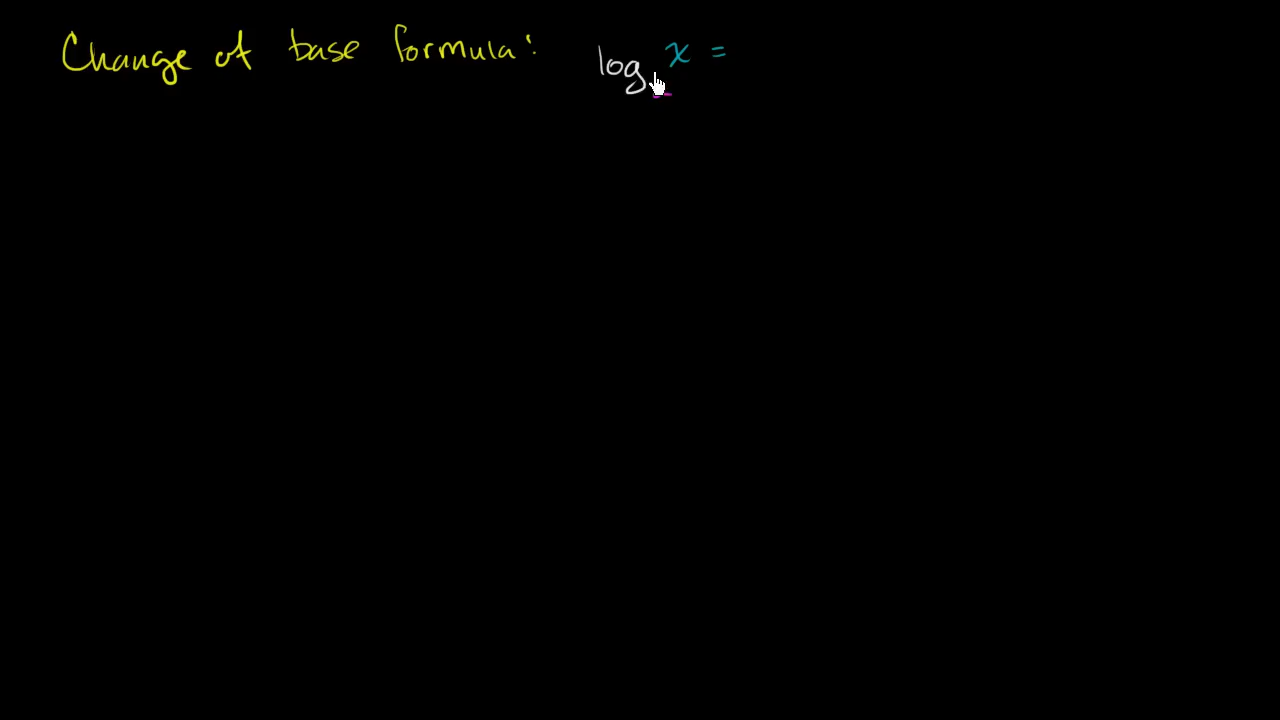 Change of base formula: log x =